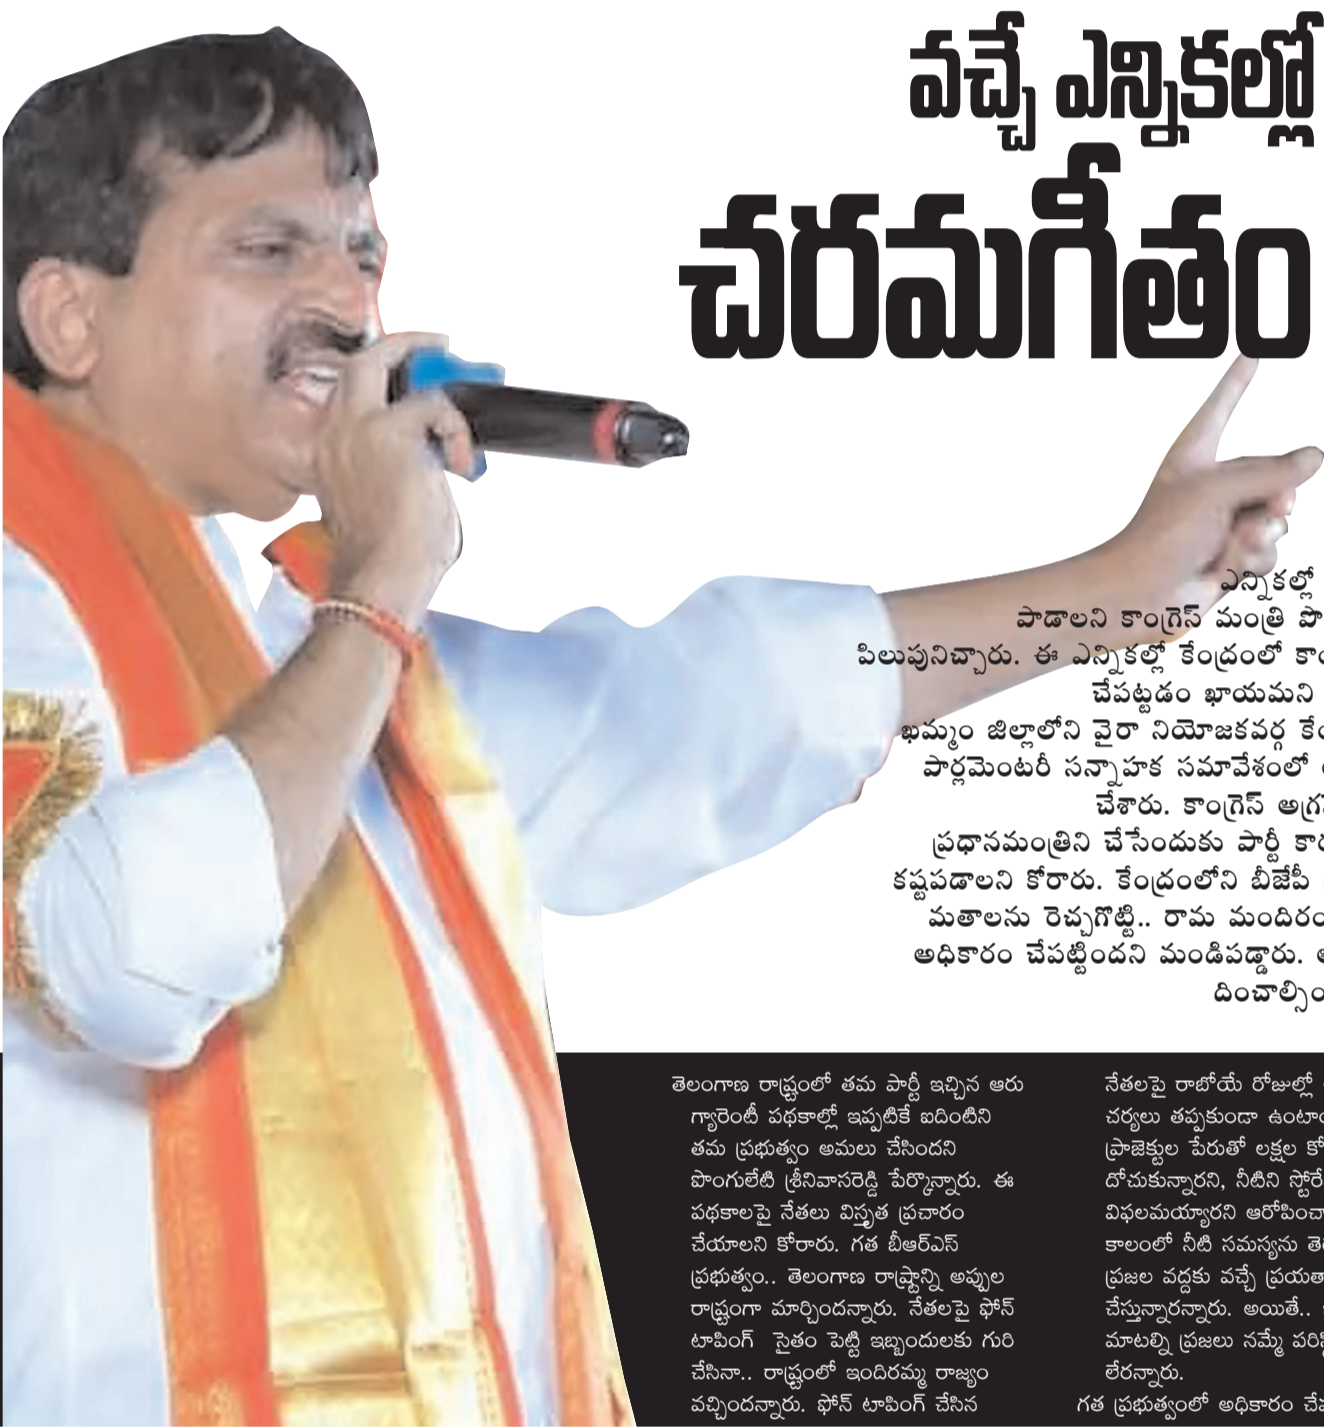 వచ్చే ఎన్నికల్లో
చరమగీతం
ఎన్నికల్లో
పాడాలని కాంగ్రెస్ మంత్రి
పిలుపునిచ్చారు. ఈ ఎన్నికల్లో కేంద్రంలో
చేపట్టడం ఖాయమని
ఖమ్మం జిల్లాలోని వైరా నియోజకవర్గ
పార్లమెంటరీ సన్నాహక సమావేశంలో
చేశారు. కాంగ్రెస్
ప్రధానమంత్రిని చేసేందుకు పార్టీ
కష్టపడాలని కోరారు. కేంద్రంలోని బీజేపీ
మతాలను రెచ్చగొట్టి.. రామ
అధికారం చేపట్టిందని మండిపడ్డారు.
తెలంగాణ రాష్ట్రంలో తమ పార్టీ ఇచ్చిన ఆరు
గ్యారెంటీ పథకాల్లో ఇప్పటికే ఐదింటిని
తమ ప్రభుత్వం అమలు చేసిందని
పొంగులేటి శ్రీనివాసరెడ్డి పేర్కొన్నారు. ఈ
పథకాలపై నేతలు విస్తృత ప్రచారం
చేయాలని కోరారు. గత బీఆర్ఎస్
ప్రభుత్వం.. తెలంగాణ రాష్ట్రాన్ని అప్పుల
రాష్ట్రంగా మార్చిందన్నారు. నేతలపై ఫోన్
టాపింగ్ సైతం పెట్టి ఇబ్బందులకు గురి
చేసినా.. రాష్ట్రంలో ఇందిరమ్మ రాజ్యం
వచ్చిందన్నారు. ఫోన్ టాపింగ్ చేసిన
నేతలపై రాబోయే రోజుల్లో
చర్యలు తప్పకుండా
ప్రాజెక్టుల పేరుతో లక్షల
దోచుకున్నారని, నీటిని
విఫలమయ్యారని
కాలంలో నీటి సమస్యను
ప్రజల వద్దకు వచ్చే
చేస్తున్నారన్నారు. అయితే..
మాటల్ని ప్రజలు నమ్మే
లేరన్నారు.
గత ప్రభుత్వంలో అధికారం